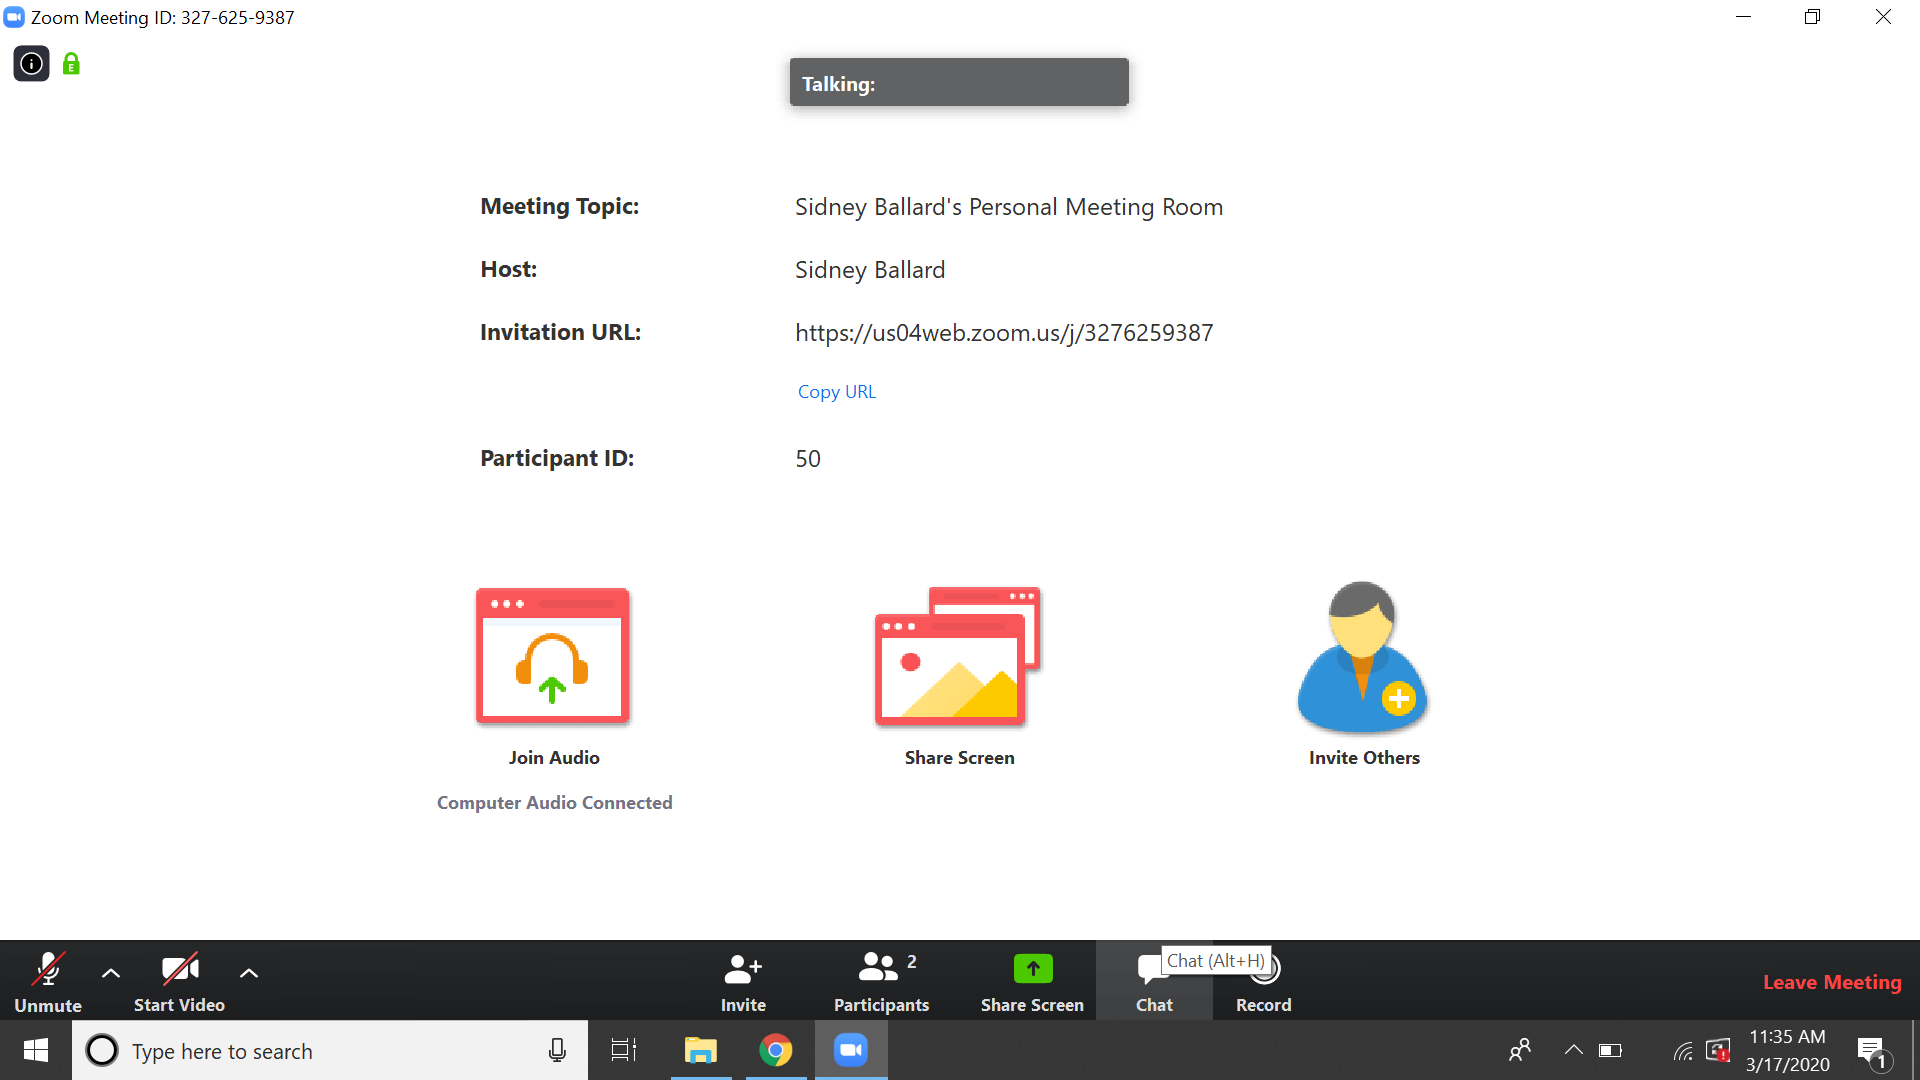 Zoom Meeting ID: 327-625-9387
E
Talking:
Meeting Topic: Sidney Ballard's Personal Meeting Room
Host: Sidney Ballard
Invitation URL: https://us04web.zoom.us/j/3276259387
Copy URL
Participant ID: 50
Join Audio Share Screen Invite Others
Computer Audio Connected
2 Chat (Alt+H)
Unmute Start Video Invite Participants Share Screen Chat Record Leave Meeting
Type here to search
11:35 AM
3/17/2020
1